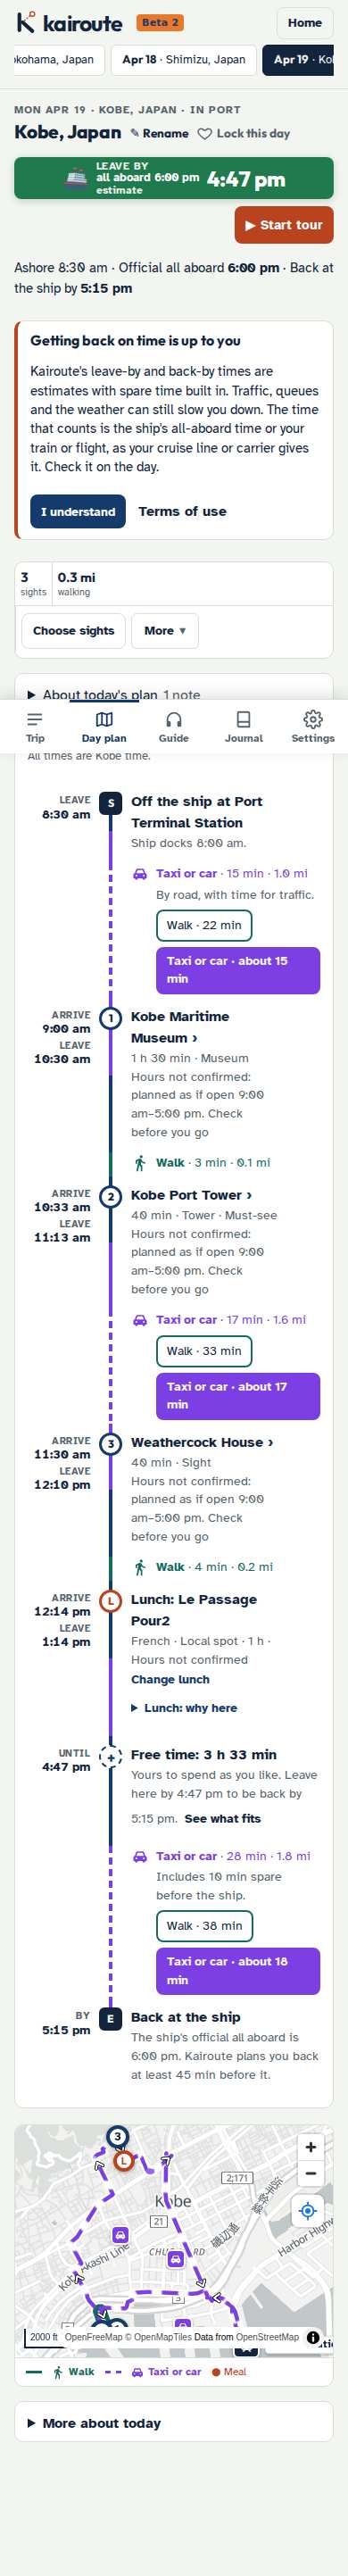 kairoute Beta 2 Home
kohama, Japan Apr 18 · Shimizu, Japan Apr 19 · Kob
MON APR 19 · KOBE, JAPAN · IN PORT
Kobe, Japan ✎ Rename Lock this day
LEAVE BY
all aboard 6:00 pm
estimate
4:47 pm
▶ Start tour
Ashore 8:30 am · Official all aboard 6:00 pm · Back at
the ship by 5:15 pm
Getting back on time is up to you
Kairoute's leave-by and back-by times are
estimates with spare time built in. Traffic, queues
and the weather can still slow you down. The time
that counts is the ship's all-aboard time or your
train or flight, as your cruise line or carrier gives
it. Check it on the day.
I understand Terms of use
3 0.3 mi
sights walking
Choose sights More ▾
▶ About today's plan 1 note
Trip Day plan Guide Journal Settings
All times are Kobe time.
LEAVE
8:30 am
S
Off the ship at Port
Terminal Station
Ship docks 8:00 am.
Taxi or car · 15 min · 1.0 mi
By road, with time for traffic.
Walk · 22 min
Taxi or car · about 15
min
ARRIVE
9:00 am
LEAVE
10:30 am
1
Kobe Maritime
Museum ›
1 h 30 min · Museum
Hours not confirmed:
planned as if open 9:00
am–5:00 pm. Check
before you go
Walk · 3 min · 0.1 mi
ARRIVE
10:33 am
LEAVE
11:13 am
2
Kobe Port Tower ›
40 min · Tower · Must-see
Hours not confirmed:
planned as if open 9:00
am–5:00 pm. Check
before you go
Taxi or car · 17 min · 1.6 mi
Walk · 33 min
Taxi or car · about 17
min
ARRIVE
11:30 am
LEAVE
12:10 pm
3
Weathercock House ›
40 min · Sight
Hours not confirmed:
planned as if open 9:00
am–5:00 pm. Check
before you go
Walk · 4 min · 0.2 mi
ARRIVE
12:14 pm
LEAVE
1:14 pm
L
Lunch: Le Passage
Pour2
French · Local spot · 1 h ·
Hours not confirmed
Change lunch
▶ Lunch: why here
UNTIL
4:47 pm
+
Free time: 3 h 33 min
Yours to spend as you like. Leave
here by 4:47 pm to be back by
5:15 pm. See what fits
Taxi or car · 28 min · 1.8 mi
Includes 10 min spare
before the ship.
Walk · 38 min
Taxi or car · about 18
min
BY
5:15 pm
E
Back at the ship
The ship's official all aboard is
6:00 pm. Kairoute plans you back
at least 45 min before it.
3
L
+
−
2;171
Kobe
21
磯辺通
Harbor Highw
2000 ft OpenFreeMap © OpenMapTiles Data from OpenStreetMap
Walk Taxi or car Meal
▶ More about today